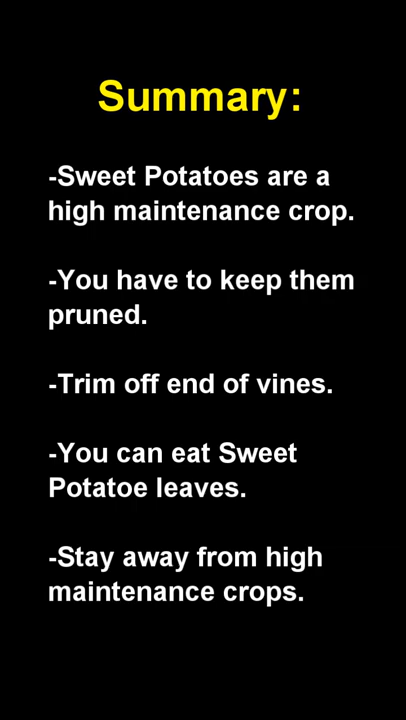 Summary:
-Sweet Potatoes are a
high maintenance crop.
-You have to keep them
pruned.
-Trim off end of vines.
-You can eat Sweet
Potatoe leaves.
-Stay away from high
maintenance crops.